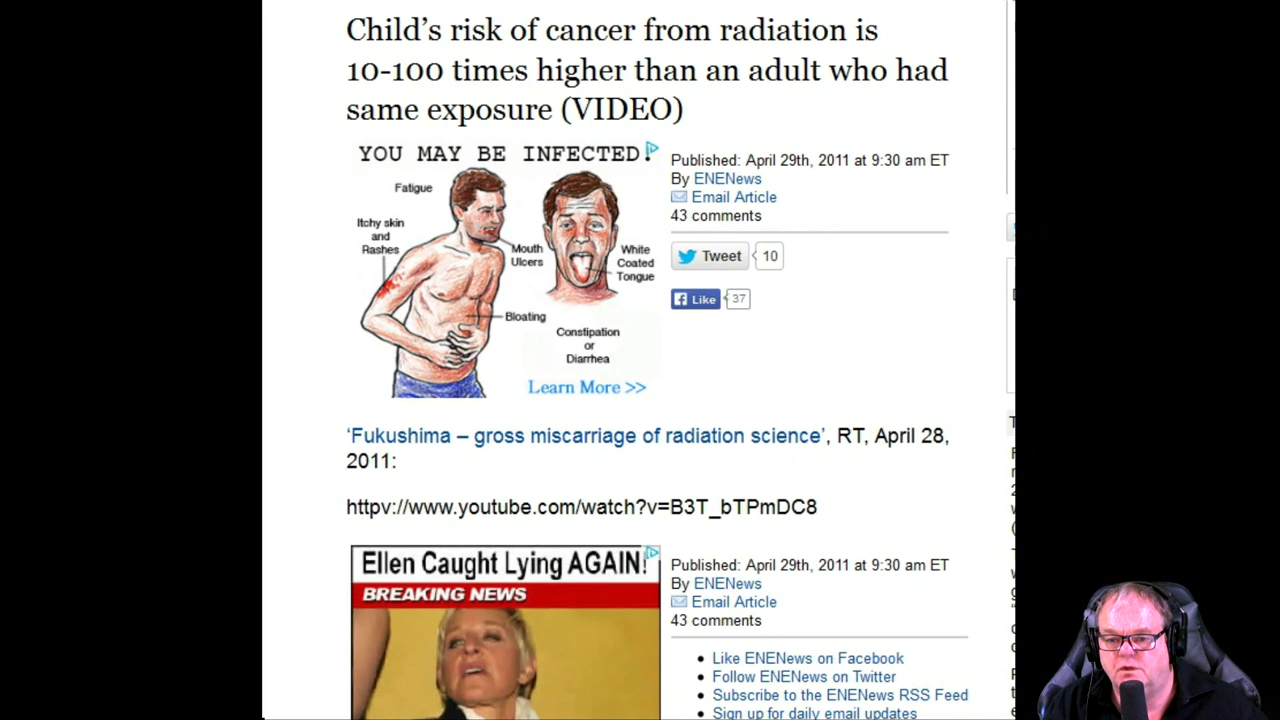 Child's risk of cancer from radiation is
10-100 times higher than an adult who had
same exposure (VIDEO)
YOU MAY BE INFECTED!
Fatigue
Itchy skin
and
Rashes
Mouth
Ulcers
White
Coated
Tongue
Bloating
Constipation
or
Diarrhea
Learn More >>
Published: April 29th, 2011 at 9:30 am ET
By ENENews
Email Article
43 comments
Tweet 10
Like 37
‘Fukushima – gross miscarriage of radiation science’, RT, April 28,
2011:
httpv://www.youtube.com/watch?v=B3T_bTPmDC8
Ellen Caught Lying AGAIN!
BREAKING NEWS
Published: April 29th, 2011 at 9:30 am ET
By ENENews
Email Article
43 comments
• Like ENENews on Facebook
• Follow ENENews on Twitter
• Subscribe to the ENENews RSS Feed
• Sign up for daily email updates